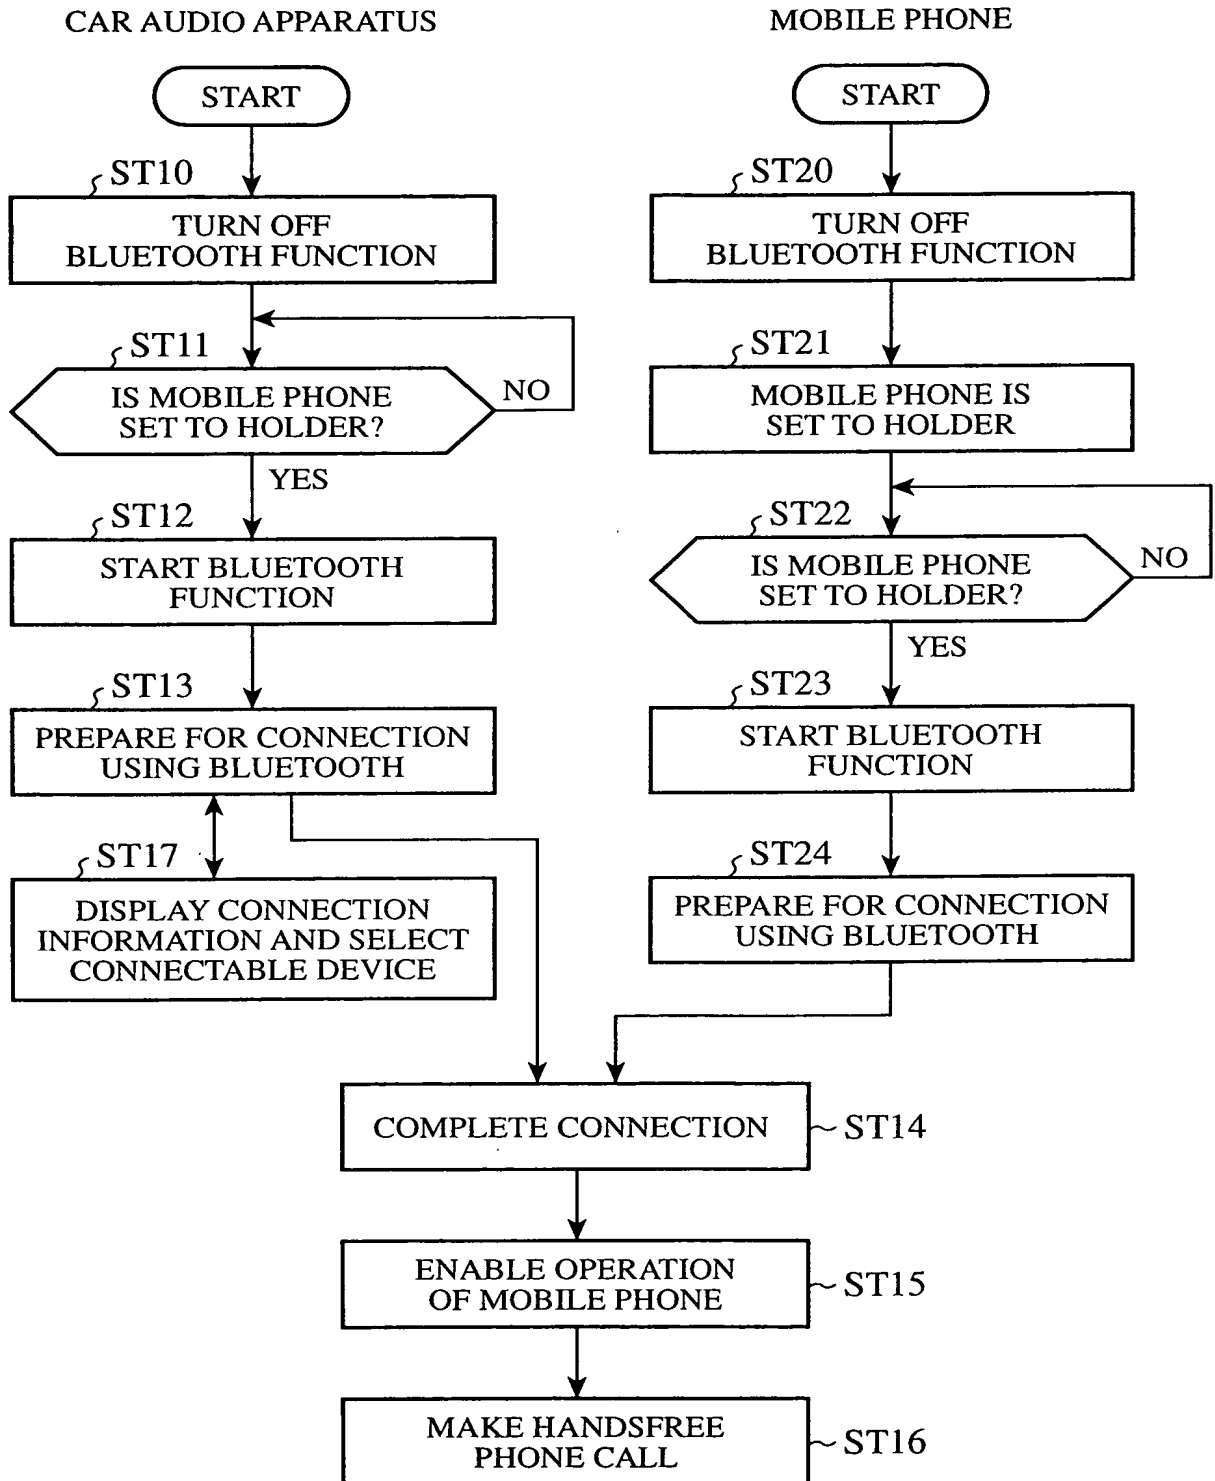 CAR AUDIO APPARATUS
START
ST10
TURN OFF
BLUETOOTH FUNCTION
ST11
IS MOBILE PHONE
SET TO HOLDER?
NO
YES
ST12
START BLUETOOTH
FUNCTION
ST13
PREPARE FOR CONNECTION
USING BLUETOOTH
ST17
DISPLAY CONNECTION
INFORMATION AND SELECT
CONNECTABLE DEVICE
MOBILE PHONE
START
ST20
TURN OFF
BLUETOOTH FUNCTION
ST21
MOBILE PHONE IS
SET TO HOLDER
ST22
IS MOBILE PHONE
SET TO HOLDER?
NO
YES
ST23
START BLUETOOTH
FUNCTION
ST24
PREPARE FOR CONNECTION
USING BLUETOOTH
COMPLETE CONNECTION
ST14
ENABLE OPERATION
OF MOBILE PHONE
ST15
MAKE HANDSFREE
PHONE CALL
ST16